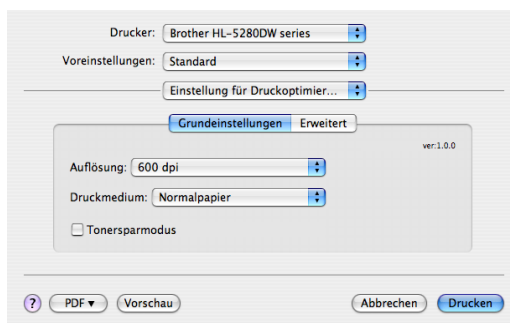 Drucker: Brother HL-5280DW series
Voreinstellungen: Standard
Einstellung für Druckoptimier...
Grundeinstellungen Erweitert
ver:1.0.0
Auflösung: 600 dpi
Druckmedium: Normalpapier
Tonersparmodus
? PDF ▼ Vorschau Abbrechen Drucken